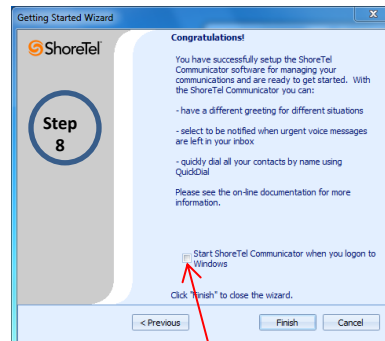 Getting Started Wizard
x
ShoreTel
Step
8
Congratulations!
You have successfully setup the ShoreTel
Communicator software for managing your
communications and are ready to get started. With
the ShoreTel Communicator you can:
- have a different greeting for different situations
- select to be notified when urgent voice messages
are left in your inbox
- quickly dial all your contacts by name using
QuickDial
Please see the on-line documentation for more
information.
Start ShoreTel Communicator when you logon to
Windows
Click "Finish" to close the wizard.
< Previous
Finish
Cancel